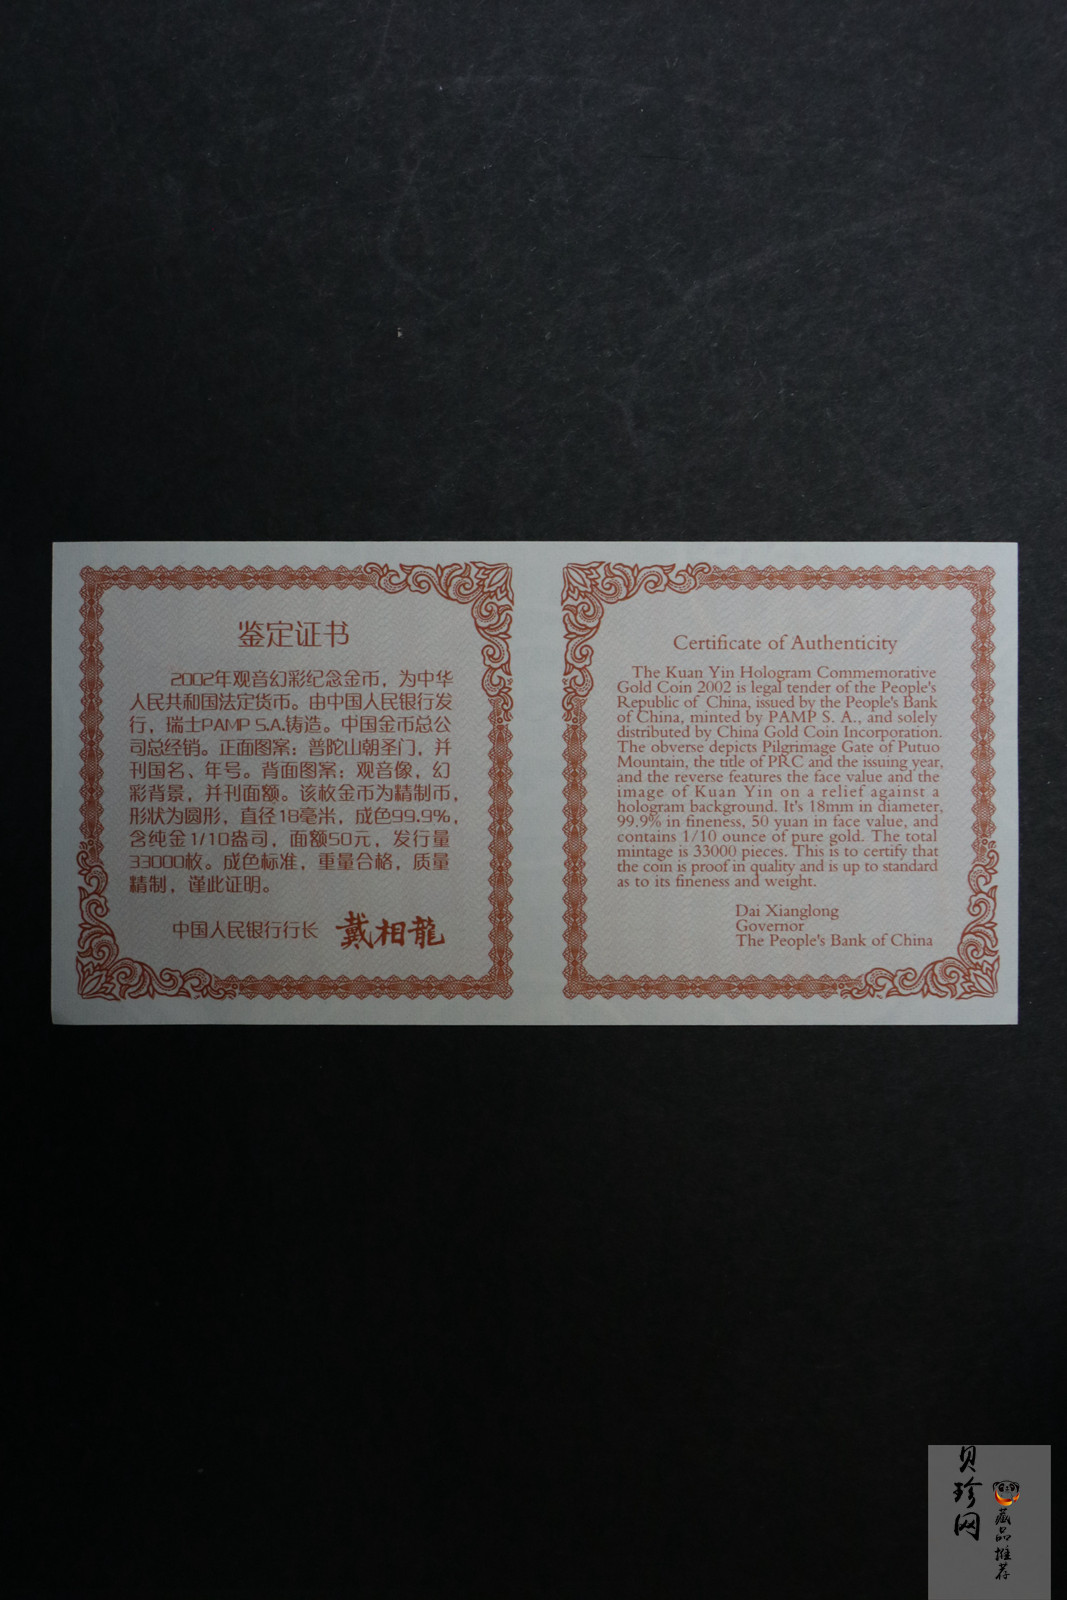 鉴定证书
2002年观音幻彩纪念金币，为中华
人民共和国法定货币。由中国人民银行发
行，瑞士PAMP S.A.铸造。中国金币总公
司总经销。正面图案：普陀山朝圣门，并
刊国名、年号。背面图案：观音像，幻
彩背景，并刊面额。该枚金币为精制币，
形状为圆形，直径18毫米，成色99.9%，
含纯金1/10盎司，面额50元，发行量
33000枚。成色标准，重量合格，质量
精制，谨此证明。
中国人民银行行长 戴相龍
Certificate of Authenticity
The Kuan Yin Hologram Commemorative
Gold Coin 2002 is legal tender of the People's
Republic of China, issued by the People's Bank
of China, minted by PAMP S. A., and solely
distributed by China Gold Coin Incorporation.
The obverse depicts Pilgrimage Gate of Putuo
Mountain, the title of PRC and the issuing year,
and the reverse features the face value and the
image of Kuan Yin on a relief against a
hologram background. It's 18mm in diameter,
99.9% in fineness, 50 yuan in face value, and
contains 1/10 ounce of pure gold. The total
mintage is 33000 pieces. This is to certify that
the coin is proof in quality and is up to standard
as to its fineness and weight.
Dai Xianglong
Governor
The People's Bank of China
贝珍网
藏品推荐